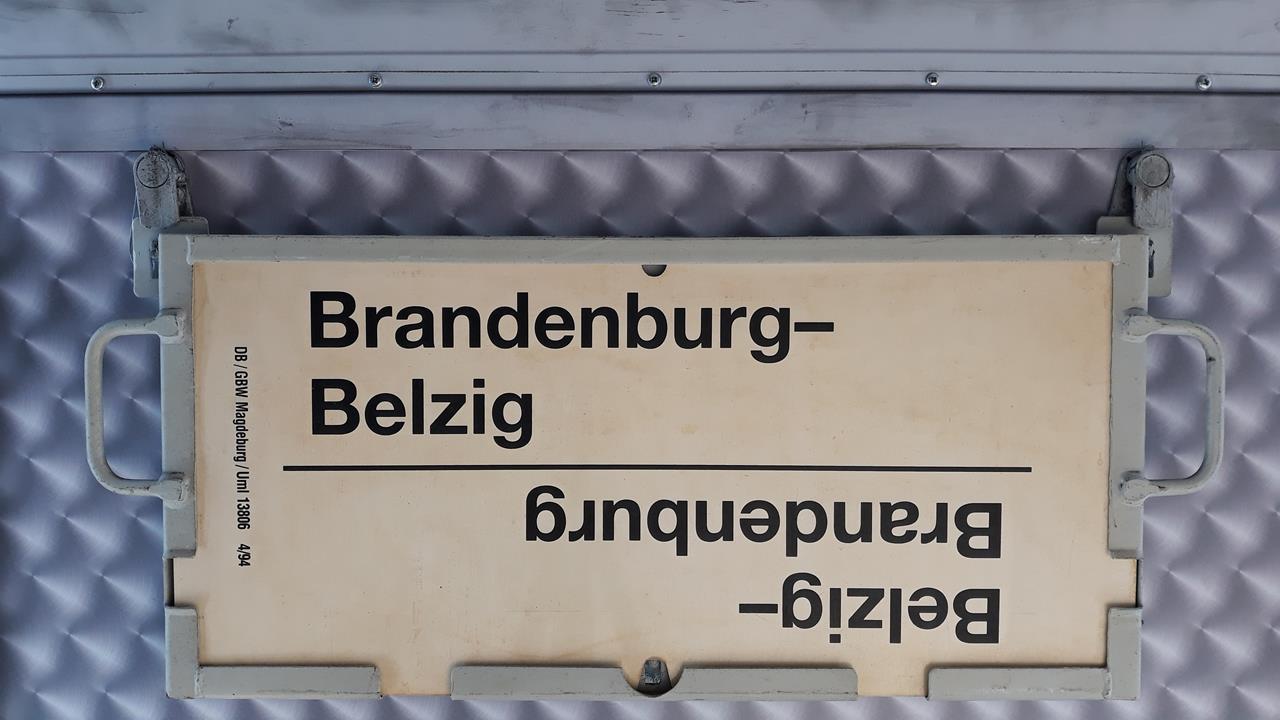 Brandenburg–
Belzig
Belzig–
Brandenburg
DB / GBW Magdeburg / Uml 13806 4/94